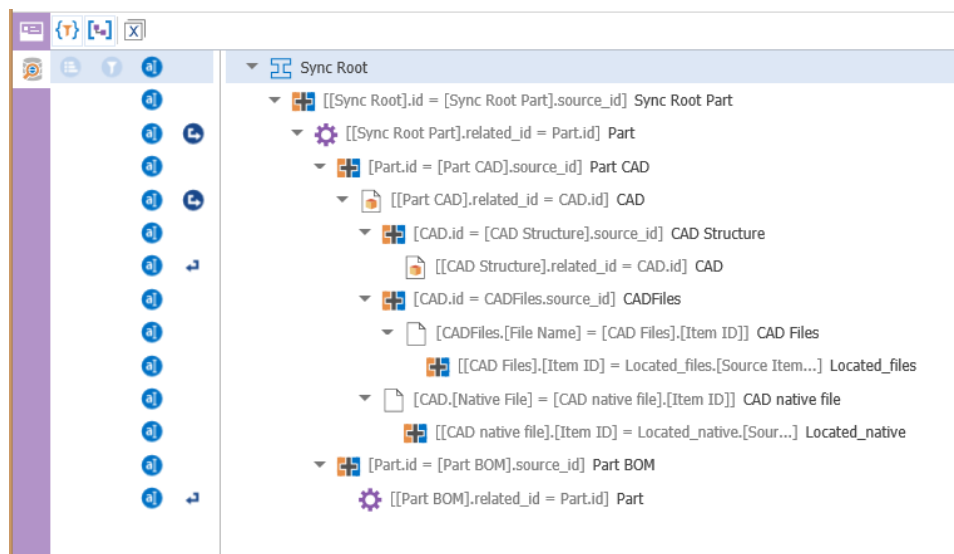 Sync Root
[[Sync Root].id = [Sync Root Part].source_id] Sync Root Part
[[Sync Root Part].related_id = Part.id] Part
[Part.id = [Part CAD].source_id] Part CAD
[[Part CAD].related_id = CAD.id] CAD
[CAD.id = [CAD Structure].source_id] CAD Structure
[[CAD Structure].related_id = CAD.id] CAD
[CAD.id = CADFiles.source_id] CADFiles
[CADFiles.[File Name] = [CAD Files].[Item ID]] CAD Files
[[CAD Files].[Item ID] = Located_files.[Source Item...] Located_files
[CAD.[Native File] = [CAD native file].[Item ID]] CAD native file
[[CAD native file].[Item ID] = Located_native.[Sour...] Located_native
[Part.id = [Part BOM].source_id] Part BOM
[[Part BOM].related_id = Part.id] Part